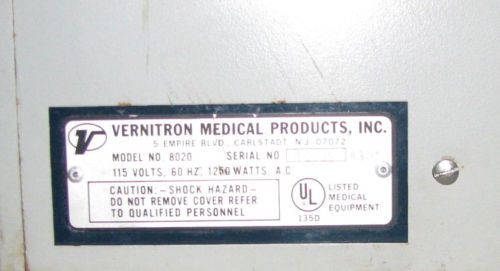 V VERNITRON MEDICAL PRODUCTS, INC.
5 EMPIRE BLVD., CARLSTADT, N.J. 07072
MODEL NO. 8020 SERIAL NO.
115 VOLTS, 60 HZ, 1250 WATTS, A.C.
CAUTION: - SHOCK HAZARD -
DO NOT REMOVE COVER REFER
TO QUALIFIED PERSONNEL
UL
135D
LISTED
MEDICAL
EQUIPMENT